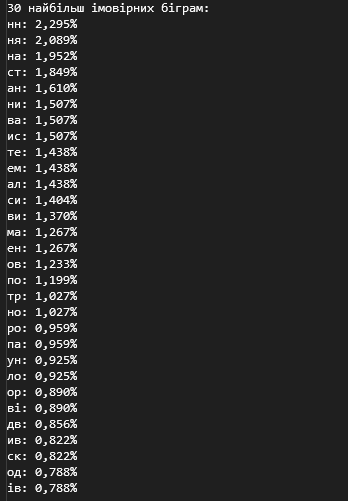 30 найбільш імовірних біграм:
нн: 2,295%
ня: 2,089%
на: 1,952%
ст: 1,849%
ан: 1,610%
ни: 1,507%
ва: 1,507%
ис: 1,507%
те: 1,438%
ем: 1,438%
ал: 1,438%
си: 1,404%
ви: 1,370%
ма: 1,267%
ен: 1,267%
ов: 1,233%
по: 1,199%
тр: 1,027%
но: 1,027%
ро: 0,959%
па: 0,959%
ун: 0,925%
ло: 0,925%
ор: 0,890%
ві: 0,890%
дв: 0,856%
ив: 0,822%
ск: 0,822%
од: 0,788%
ів: 0,788%